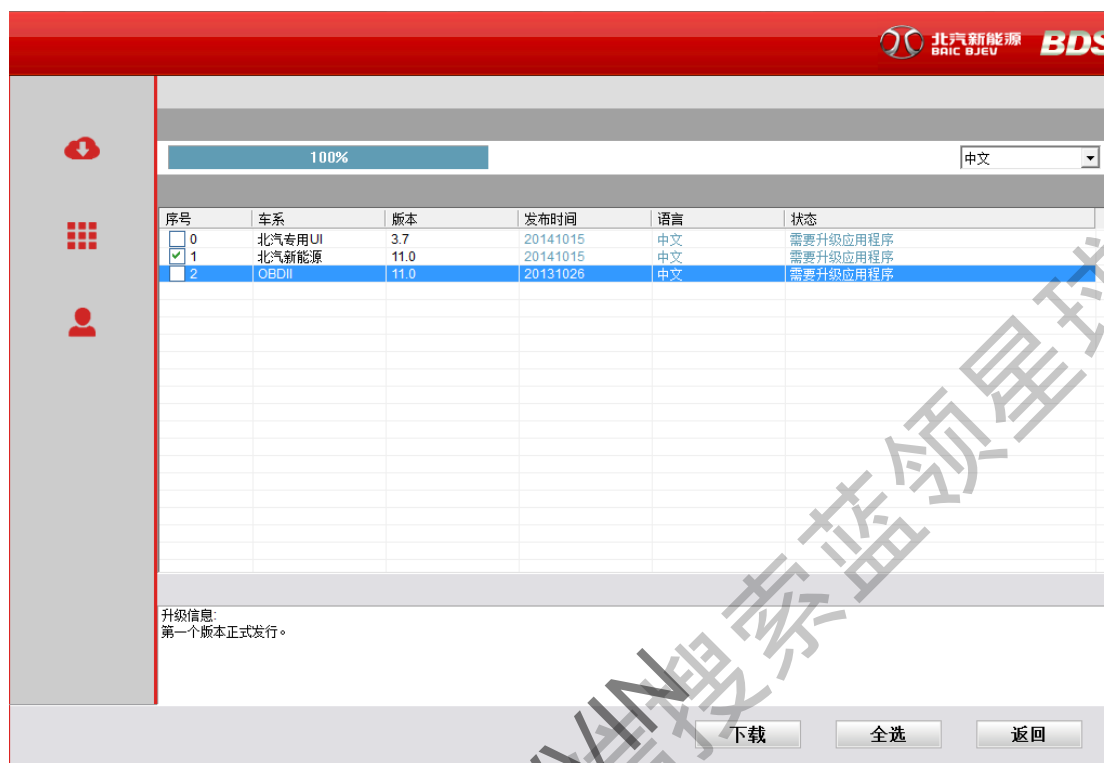 北汽新能源 BDS
BAIC BJEV
100% 中文
序号 车系 版本 发布时间 语言 状态
0 北汽专用UI 3.7 20141015 中文 需要升级应用程序
1 北汽新能源 11.0 20141015 中文 需要升级应用程序
2 OBDII 11.0 20131026 中文 需要升级应用程序
升级信息:
第一个版本正式发行。
搜索蓝领星球
下载 全选 返回